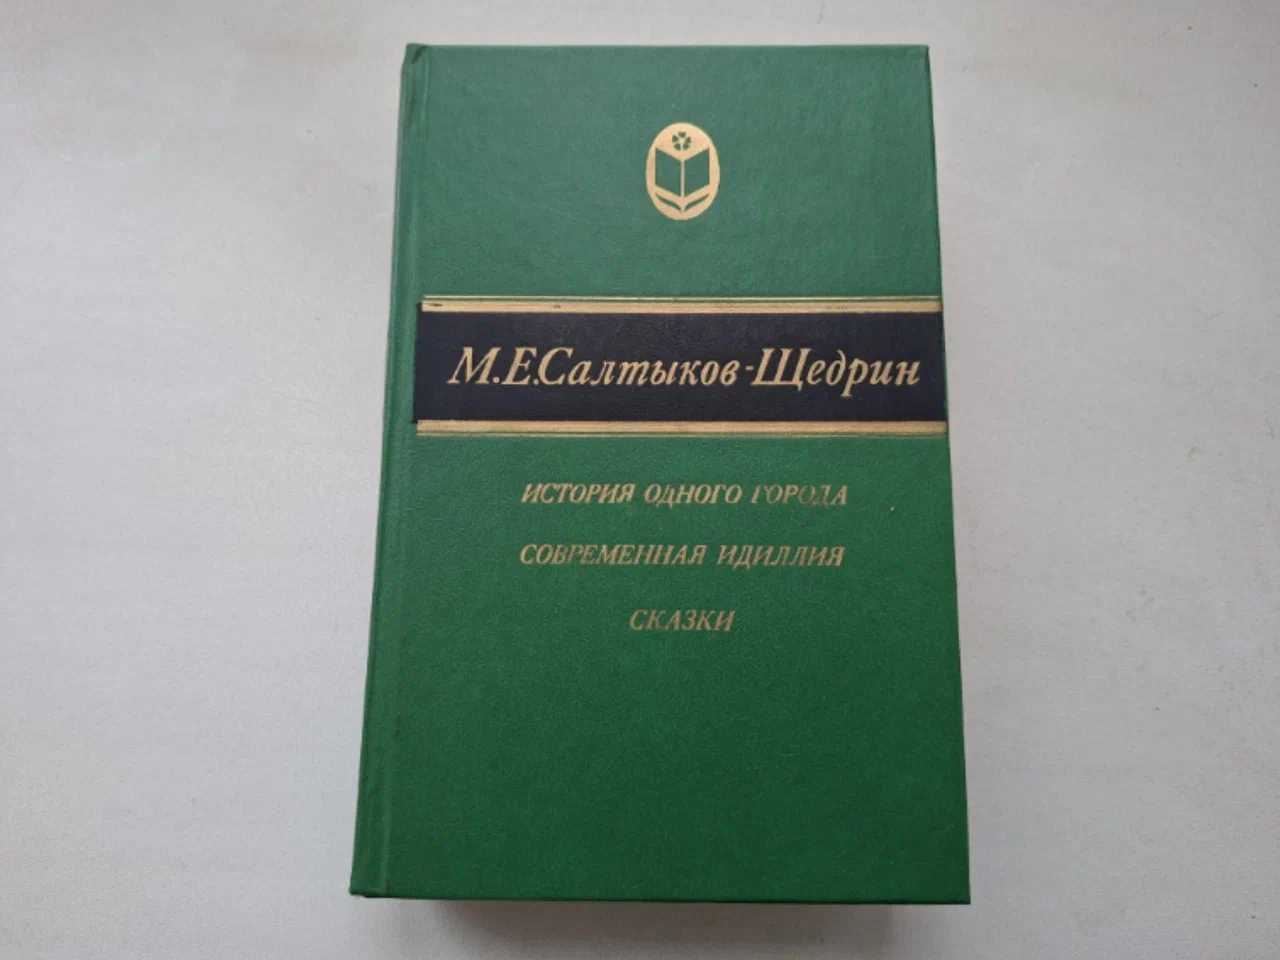 М.Е.Салтыков-Щедрин
ИСТОРИЯ ОДНОГО ГОРОДА
СОВРЕМЕННАЯ ИДИЛЛИЯ
СКАЗКИ